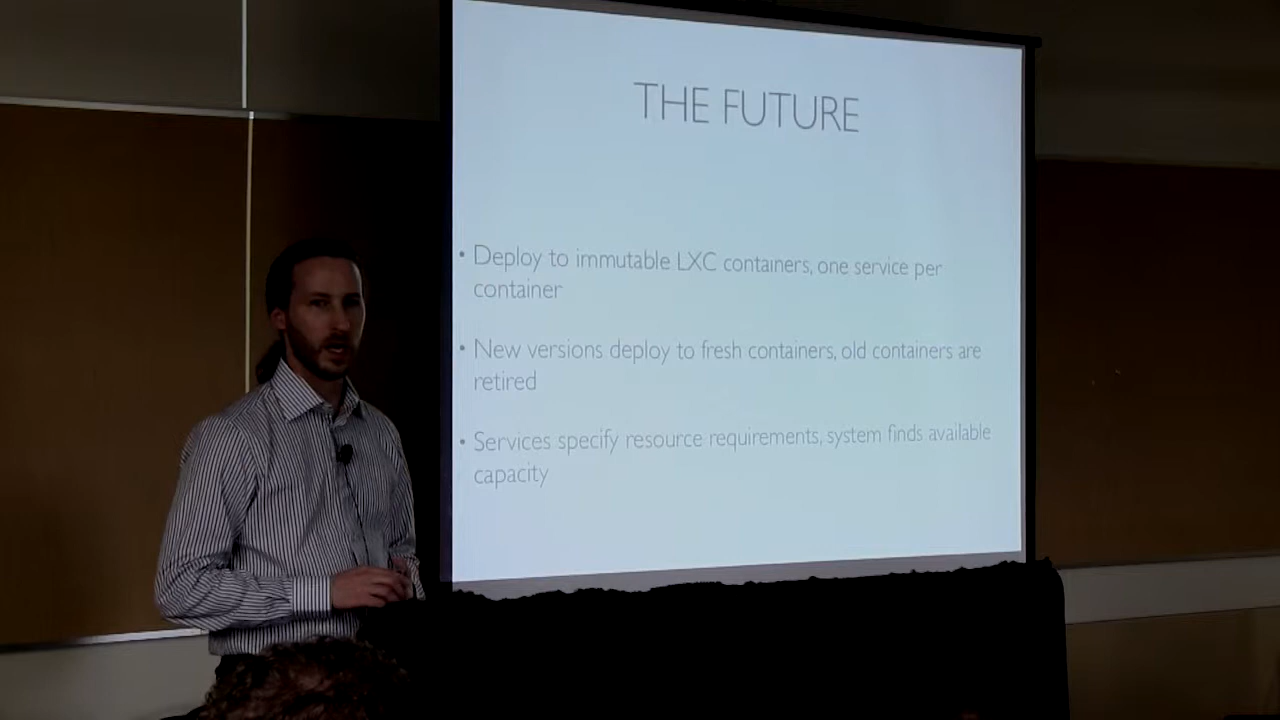 THE FUTURE
• Deploy to immutable LXC containers, one service per
container
• New versions deploy to fresh containers, old containers are
retired
• Services specify resource requirements, system finds available
capacity